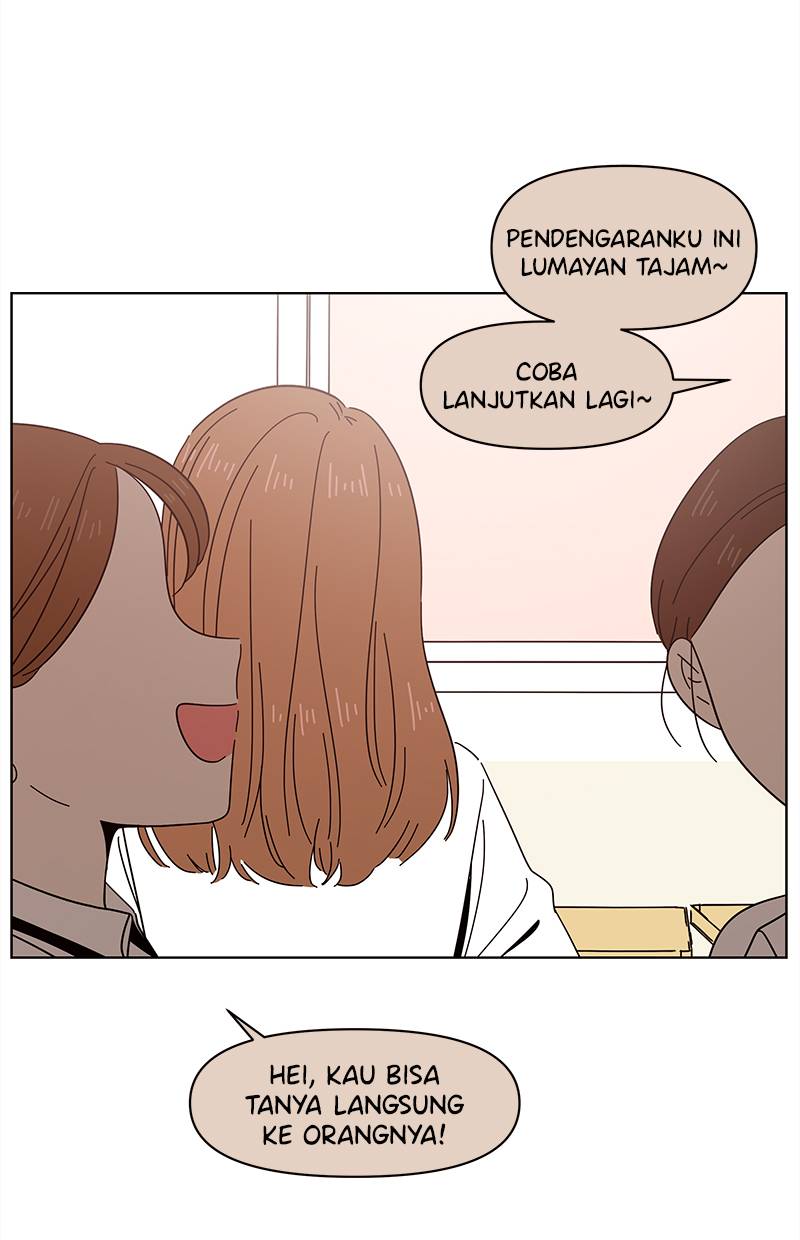 PENDENGARANKU INI
LUMAYAN TAJAM~
COBA
LANJUTKAN LAGI~
HEI, KAU BISA
TANYA LANGSUNG
KE ORANGNYA!